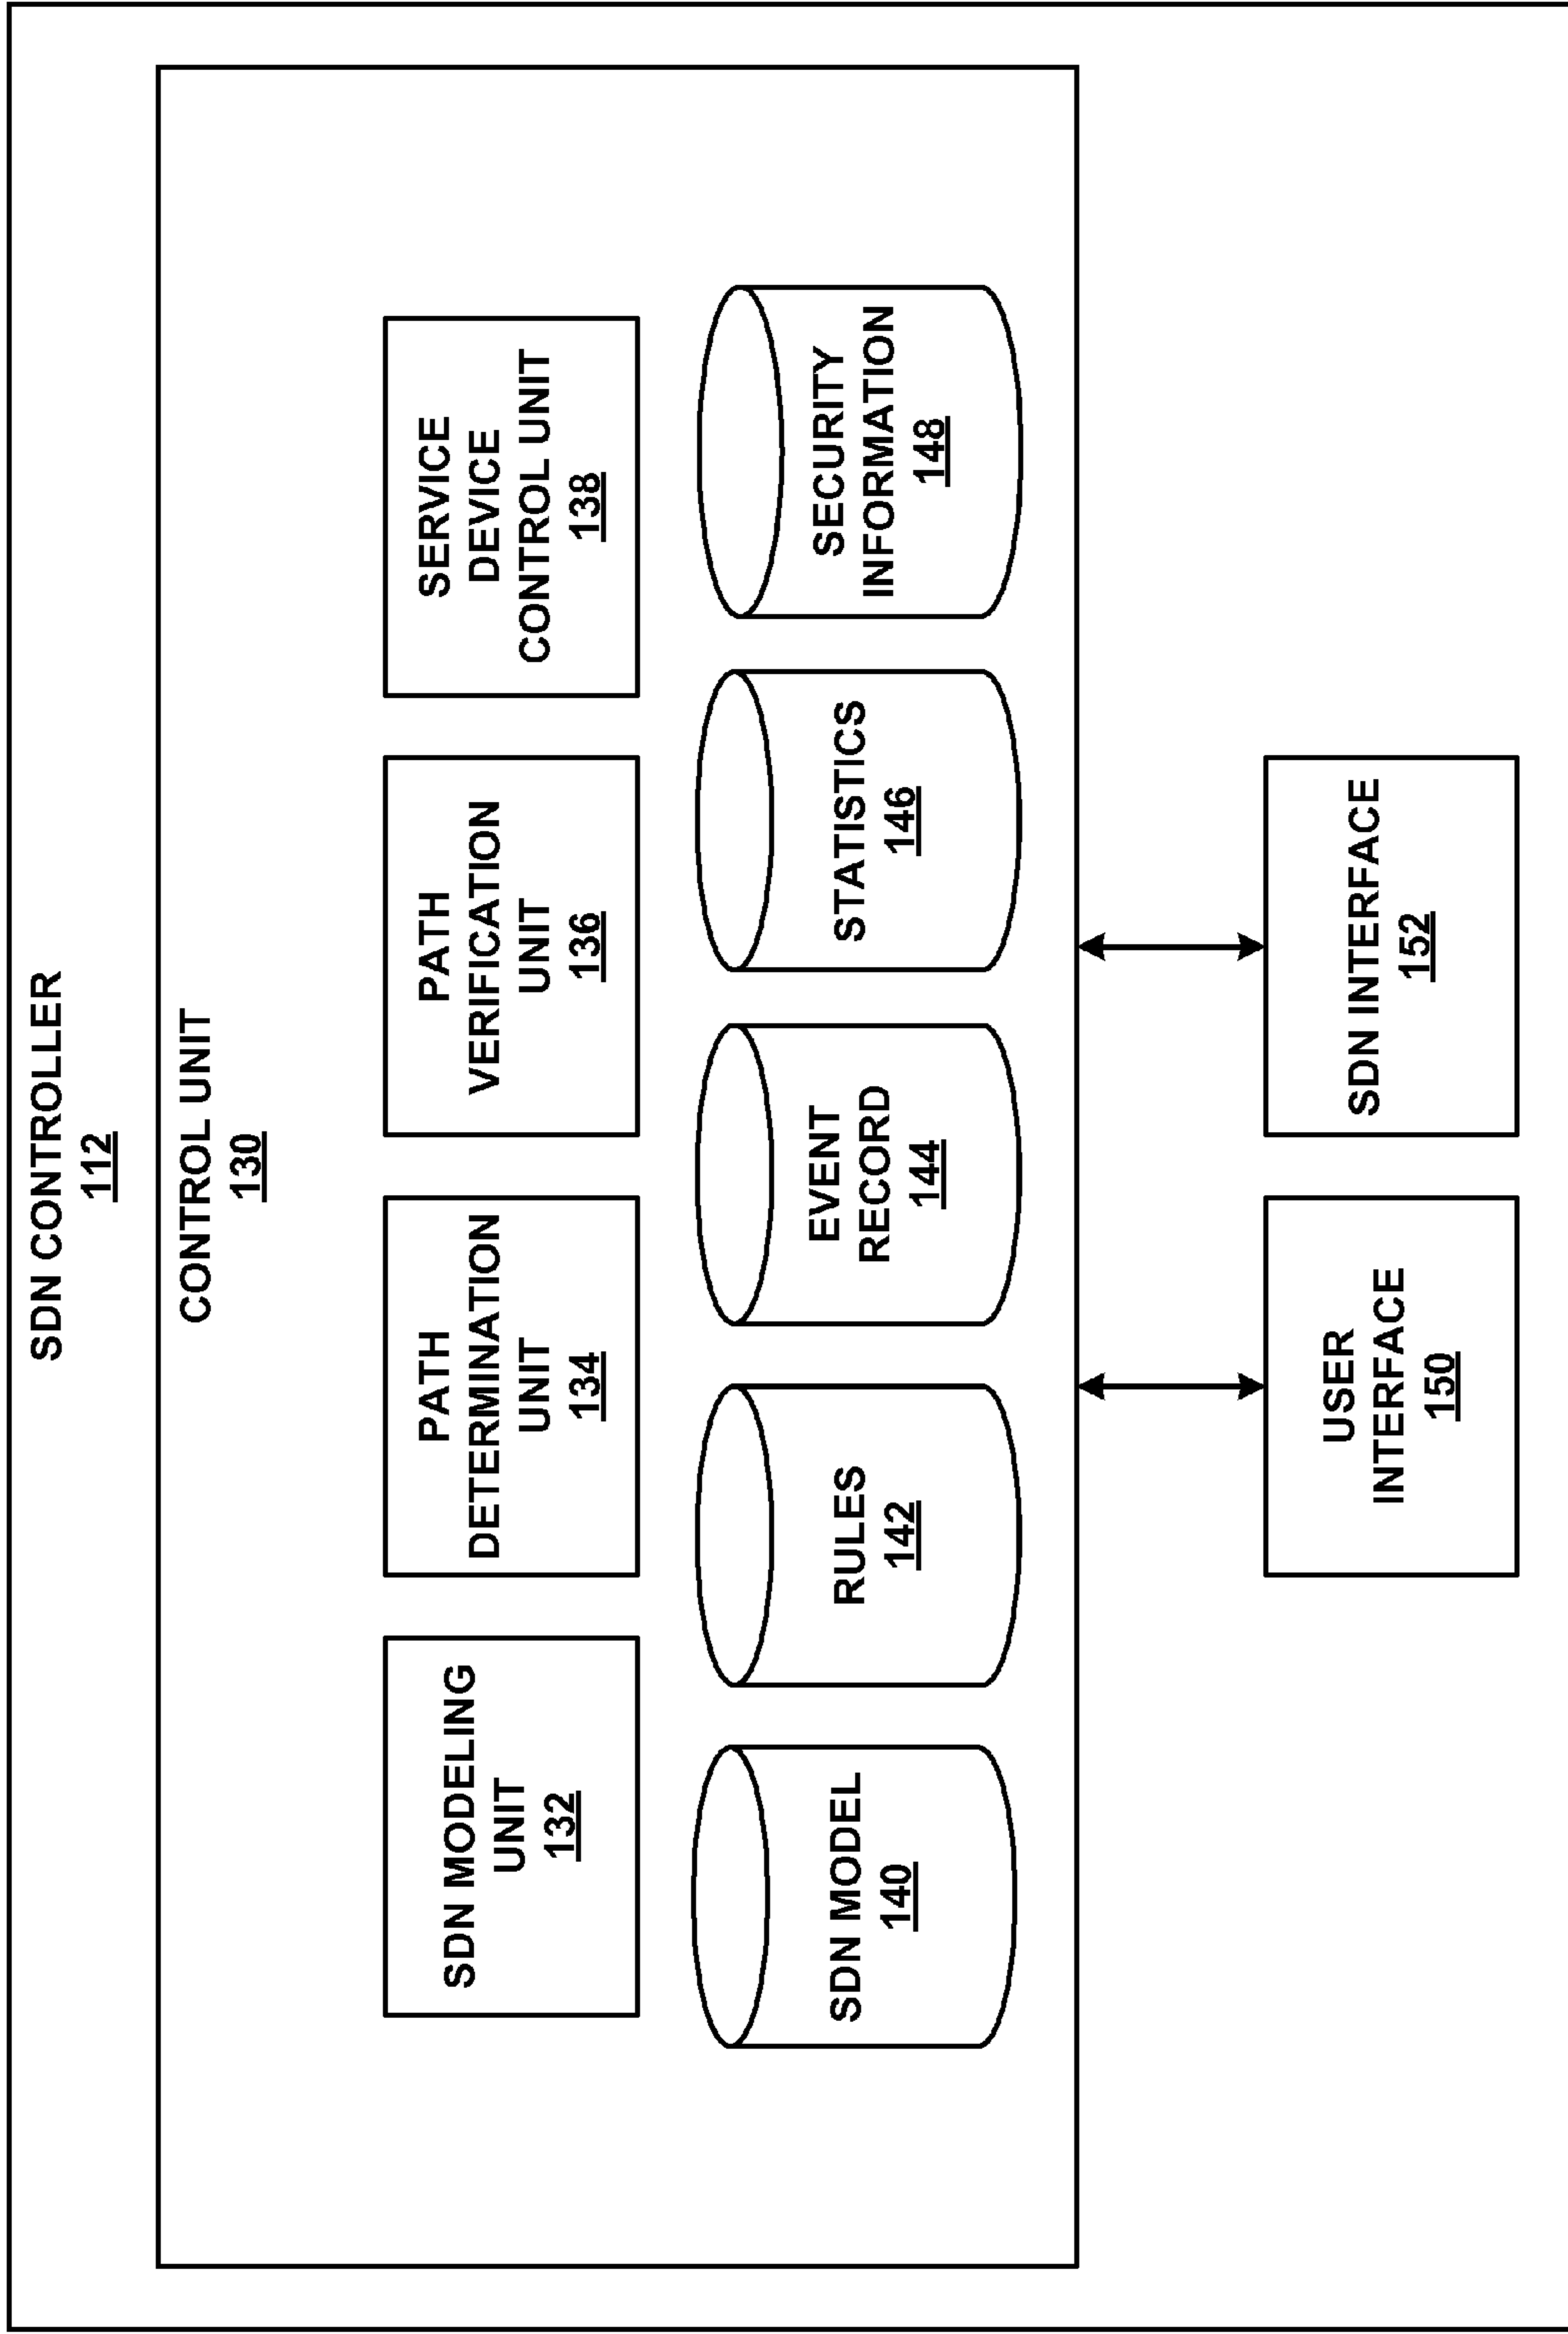 SDN CONTROLLER
112
CONTROL UNIT
130
SDN MODELING
UNIT
132
PATH
DETERMINATION
UNIT
134
PATH
VERIFICATION
UNIT
136
SERVICE
DEVICE
CONTROL UNIT
138
SDN MODEL
140
RULES
142
EVENT
RECORD
144
STATISTICS
146
SECURITY
INFORMATION
148
USER
INTERFACE
150
SDN INTERFACE
152